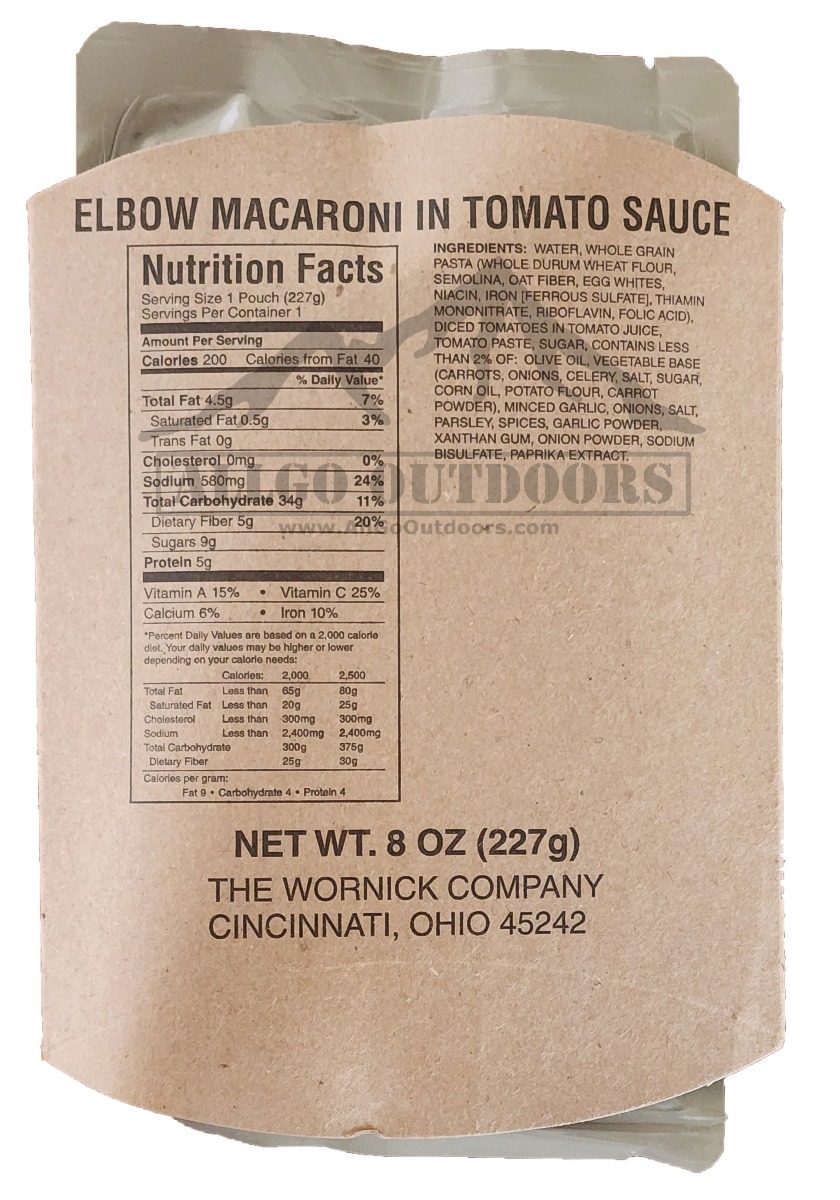 ELBOW MACARONI IN TOMATO SAUCE
Nutrition Facts
Serving Size 1 Pouch (227g)
Servings Per Container 1
Amount Per Serving
Calories 200 Calories from Fat 40
% Daily Value*
Total Fat 4.5g 7%
Saturated Fat 0.5g 3%
Trans Fat 0g
Cholesterol 0mg 0%
Sodium 580mg 24%
Total Carbohydrate 34g 11%
Dietary Fiber 5g 20%
Sugars 9g
Protein 5g
Vitamin A 15% • Vitamin C 25%
Calcium 6% • Iron 10%
*Percent Daily Values are based on a 2,000 calorie
diet. Your daily values may be higher or lower
depending on your calorie needs:
Calories: 2,000 2,500
Total Fat Less than 65g 80g
Saturated Fat Less than 20g 25g
Cholesterol Less than 300mg 300mg
Sodium Less than 2,400mg 2,400mg
Total Carbohydrate 300g 375g
Dietary Fiber 25g 30g
Calories per gram:
Fat 9 • Carbohydrate 4 • Protein 4
INGREDIENTS: WATER, WHOLE GRAIN
PASTA (WHOLE DURUM WHEAT FLOUR,
SEMOLINA, OAT FIBER, EGG WHITES,
NIACIN, IRON [FERROUS SULFATE], THIAMIN
MONONITRATE, RIBOFLAVIN, FOLIC ACID),
DICED TOMATOES IN TOMATO JUICE,
TOMATO PASTE, SUGAR, CONTAINS LESS
THAN 2% OF: OLIVE OIL, VEGETABLE BASE
(CARROTS, ONIONS, CELERY, SALT, SUGAR,
CORN OIL, POTATO FLOUR, CARROT
POWDER), MINCED GARLIC, ONIONS, SALT,
PARSLEY, SPICES, GARLIC POWDER,
XANTHAN GUM, ONION POWDER, SODIUM
BISULFATE, PAPRIKA EXTRACT.
ALLGO OUTDOORS
www.AllGoOutdoors.com
NET WT. 8 OZ (227g)
THE WORNICK COMPANY
CINCINNATI, OHIO 45242